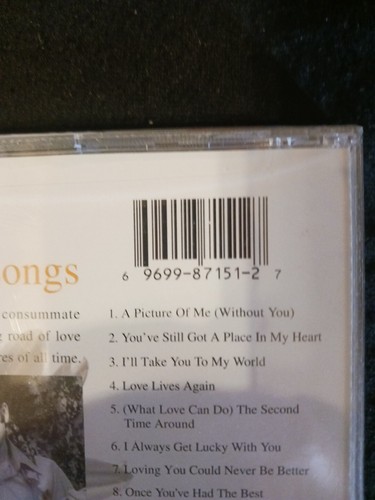 6 9699-87151-2 7
ongs
consummate
road of love
res of all time.
1. A Picture Of Me (Without You)
2. You've Still Got A Place In My Heart
3. I'll Take You To My World
4. Love Lives Again
5. (What Love Can Do) The Second
Time Around
6. I Always Get Lucky With You
7. Loving You Could Never Be Better
8. Once You've Had The Best